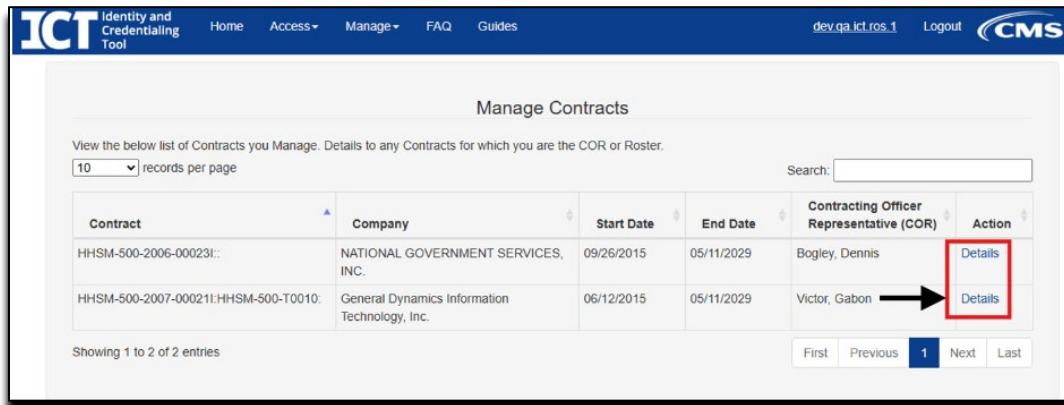 ICT Identity and Credentialing Tool Home Access Manage FAQ Guides dev.qa.ict.ros.1 Logout CMS
Manage Contracts
View the below list of Contracts you Manage. Details to any Contracts for which you are the COR or Roster.
10 records per page Search:
Contract Company Start Date End Date Contracting Officer Representative (COR) Action
HHSM-500-2006-00023I:: NATIONAL GOVERNMENT SERVICES, 09/26/2015 05/11/2029 Bogley, Dennis Details
INC.
HHSM-500-2007-00021I:HHSM-500-T0010: General Dynamics Information 06/12/2015 05/11/2029 Victor, Gabon Details
Technology, Inc.
Showing 1 to 2 of 2 entries First Previous 1 Next Last